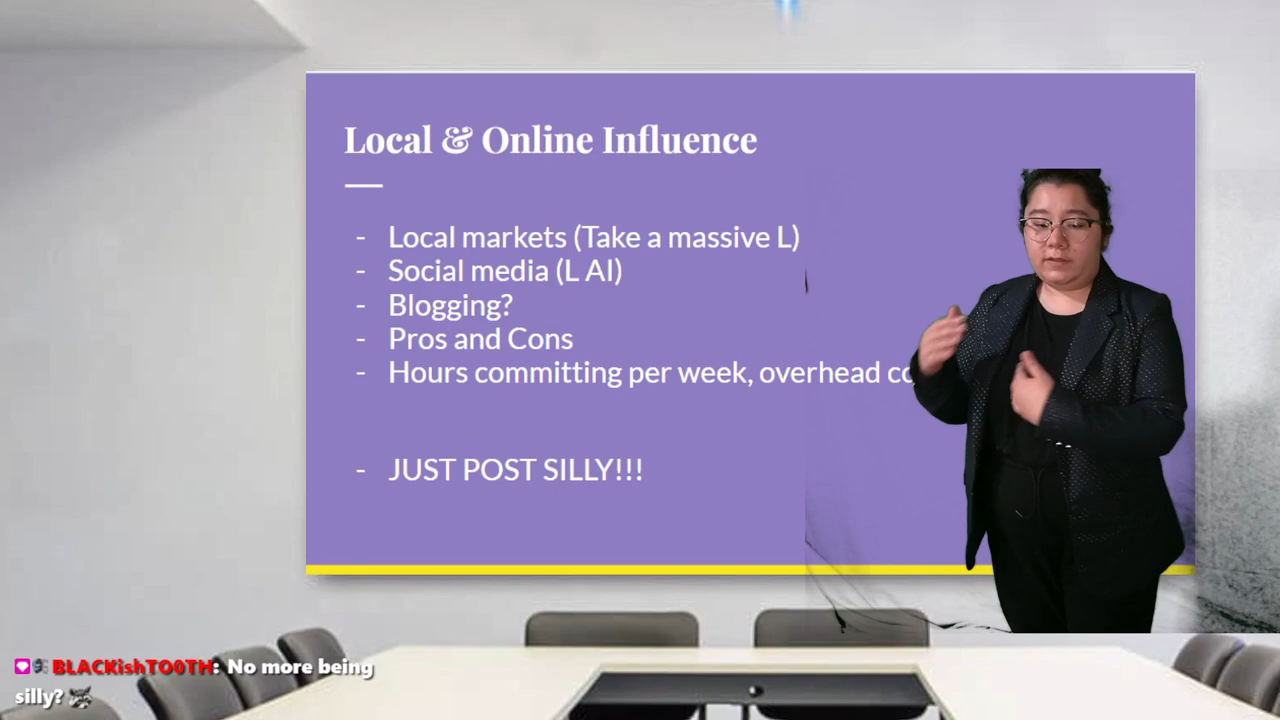 Local & Online Influence
- Local markets (Take a massive L)
- Social media (L AI)
- Blogging?
- Pros and Cons
- Hours committing per week, overhead
- JUST POST SILLY!!!
BLACKishTO0TH: No more being
silly?